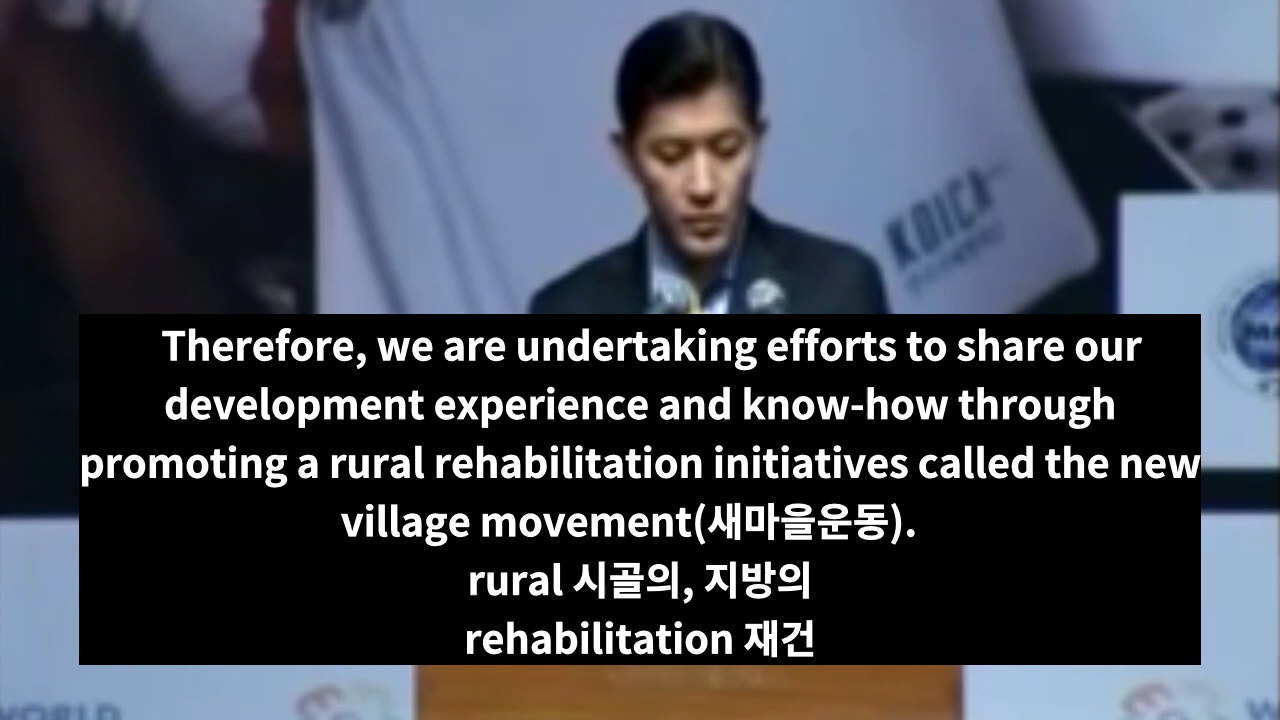 KOICA
Therefore, we are undertaking efforts to share our
development experience and know-how through
promoting a rural rehabilitation initiatives called the new
village movement(새마을운동).
rural 시골의, 지방의
rehabilitation 재건
WORLD
W